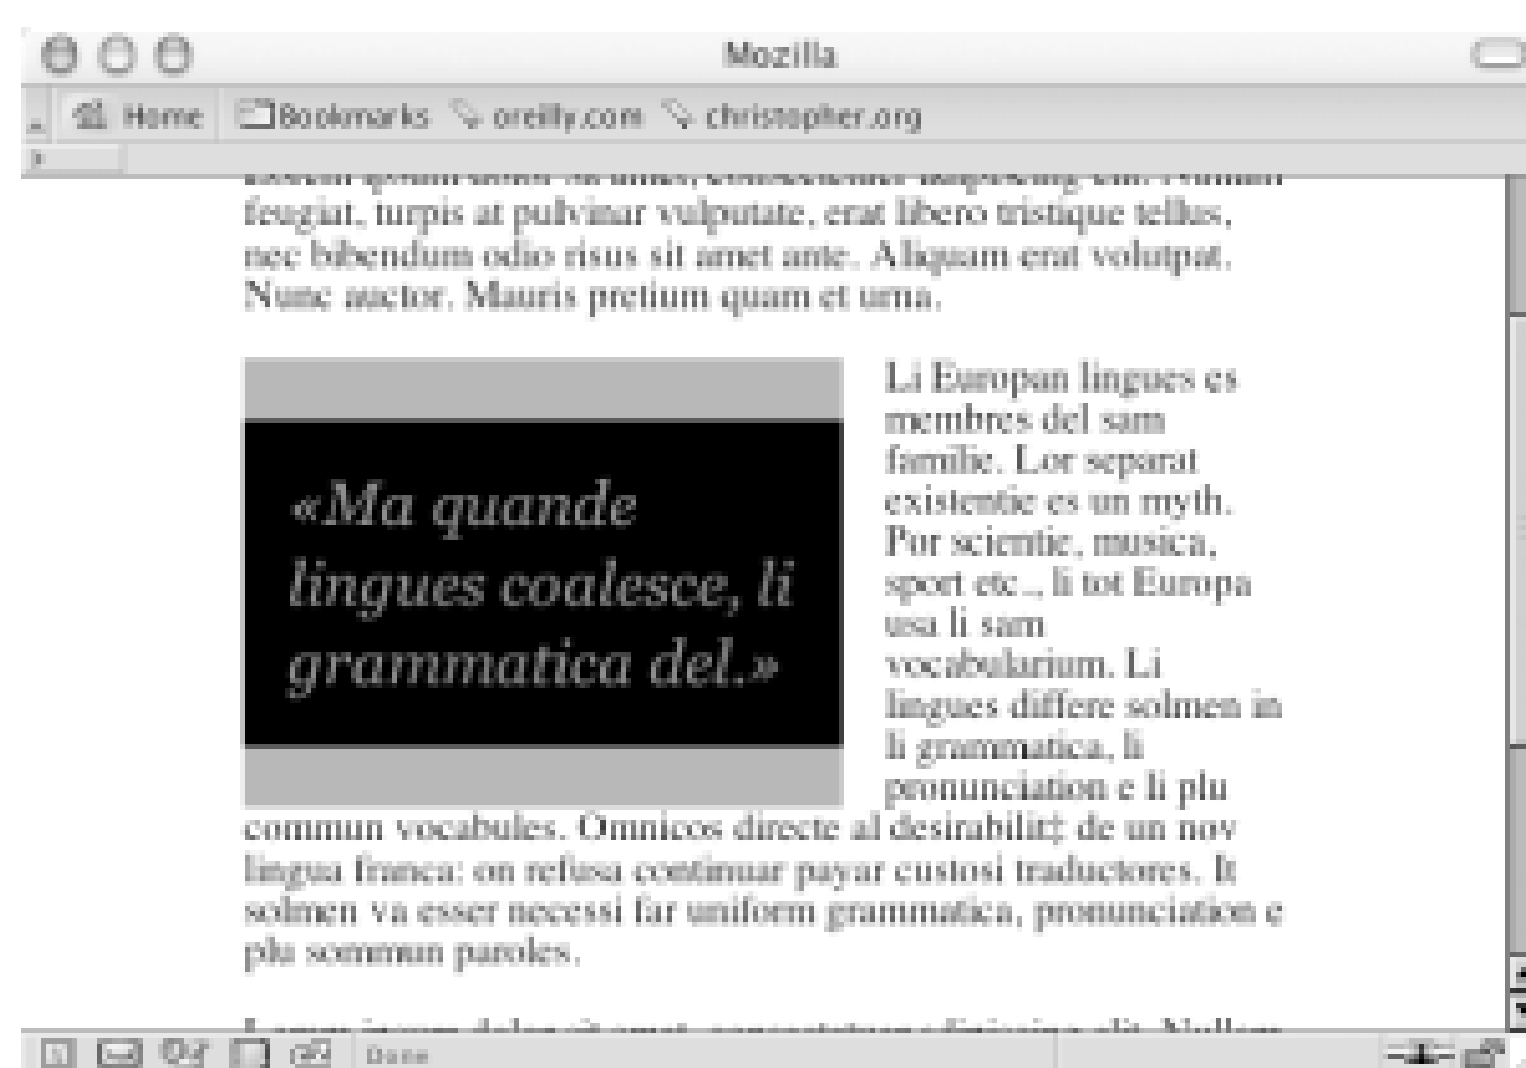 Mozilla
Home Bookmarks oreilly.com christopher.org
feugiat, turpis at pulvinar vulputate, erat libero tristique tellus,
nec bibendum odio risus sit amet ante. Aliquam erat volutpat.
Nunc auctor. Mauris pretium quam et urna.
«Ma quande
lingues coalesce, li
grammatica del.»
Li Europan lingues es
membres del sam
familie. Lor separat
existentie es un myth.
Por scientie, musica,
sport etc., li tot Europa
usa li sam
vocabularium. Li
lingues differe solmen in
li grammatica, li
pronunciation e li plu
commun vocabules. Omnicos directe al desirabilit‡ de un nov
lingua franca: on refusa continuar payar custosi traductores. It
solmen va esser necessi far uniform grammatica, pronunciation e
plu sommun paroles.
Done